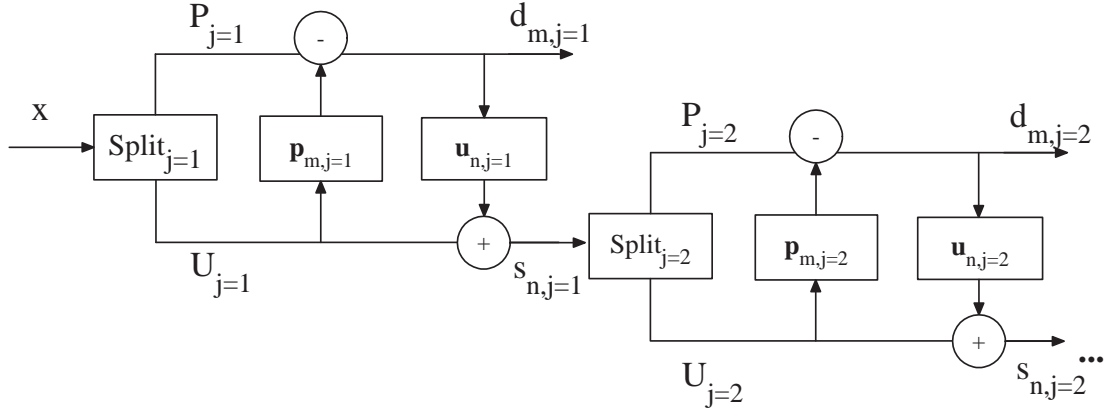 P_{j=1}
-
d_{m,j=1}
x
Split_{j=1}
p_{m,j=1}
u_{n,j=1}
U_{j=1}
+
s_{n,j=1}
P_{j=2}
-
d_{m,j=2}
Split_{j=2}
p_{m,j=2}
u_{n,j=2}
U_{j=2}
+
s_{n,j=2}
...